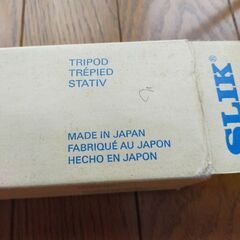 TRIPOD
TRÉPIED
STATIV
MADE IN JAPAN
FABRIQUÉ AU JAPON
HECHO EN JAPON
SLIK